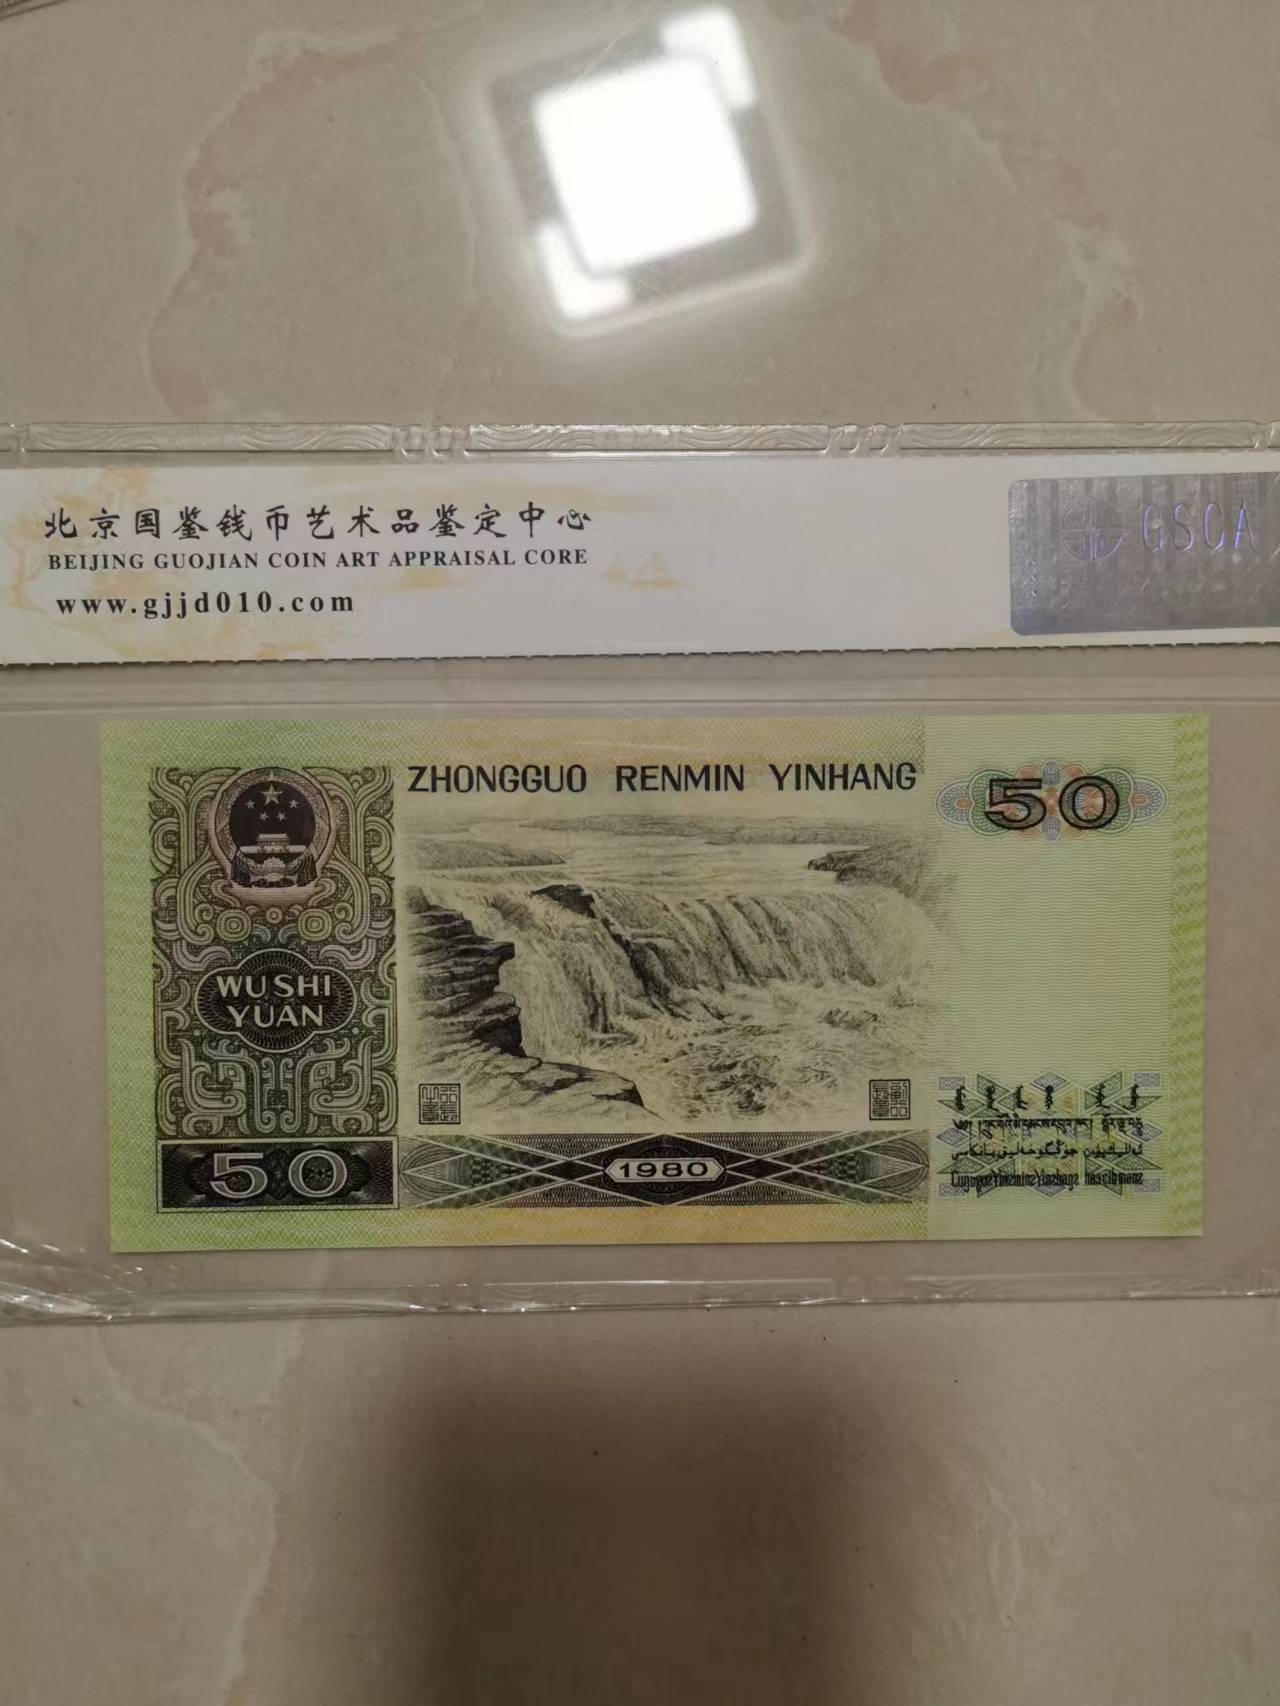 北京国鉴钱币艺术品鉴定中心
BEIJING GUOJIAN COIN ART APPRAISAL CORE
www.gjjd010.com
GSCA
ZHONGGUO RENMIN YINHANG
50
WU SHI
YUAN
50
1980